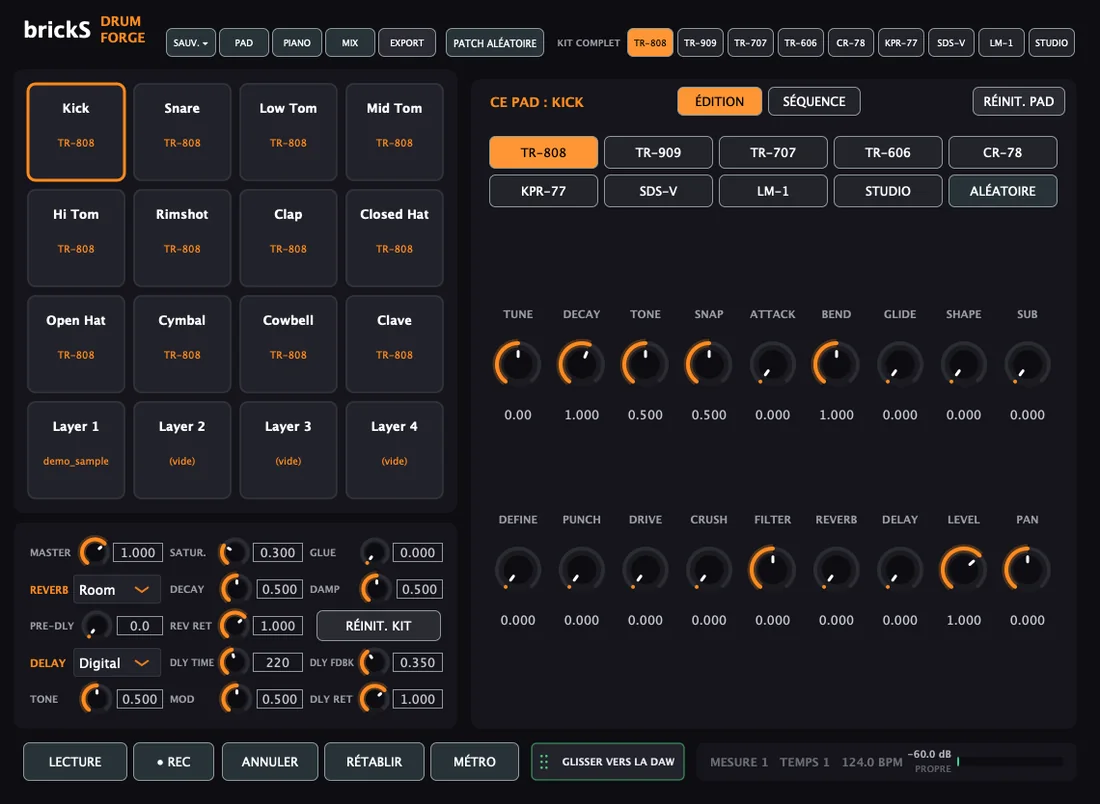 brickS DRUM FORGE
SAUV. PAD PIANO MIX EXPORT PATCH ALÉATOIRE KIT COMPLET TR-808 TR-909 TR-707 TR-606 CR-78 KPR-77 SDS-V LM-1 STUDIO
Kick Snare Low Tom Mid Tom
TR-808 TR-808 TR-808 TR-808
Hi Tom Rimshot Clap Closed Hat
TR-808 TR-808 TR-808 TR-808
Open Hat Cymbal Cowbell Clave
TR-808 TR-808 TR-808 TR-808
Layer 1 Layer 2 Layer 3 Layer 4
demo_sample (vide) (vide) (vide)
MASTER 1.000 SATUR. 0.300 GLUE 0.000
REVERB Room DECAY 0.500 DAMP 0.500
PRE-DLY 0.0 REV RET 1.000 RÉINIT. KIT
DELAY Digital DLY TIME 220 DLY FDBK 0.350
TONE 0.500 MOD 0.500 DLY RET 1.000
CE PAD : KICK ÉDITION SÉQUENCE RÉINIT. PAD
TR-808 TR-909 TR-707 TR-606 CR-78
KPR-77 SDS-V LM-1 STUDIO ALÉATOIRE
TUNE DECAY TONE SNAP ATTACK BEND GLIDE SHAPE SUB
0.00 1.000 0.500 0.500 0.000 1.000 0.000 0.000 0.000
DEFINE PUNCH DRIVE CRUSH FILTER REVERB DELAY LEVEL PAN
0.000 0.000 0.000 0.000 0.000 0.000 0.000 1.000 0.000
LECTURE • REC ANNULER RÉTABLIR MÉTRO GLISSER VERS LA DAW MESURE 1 TEMPS 1 124.0 BPM
-60.0 dB
PROPRE